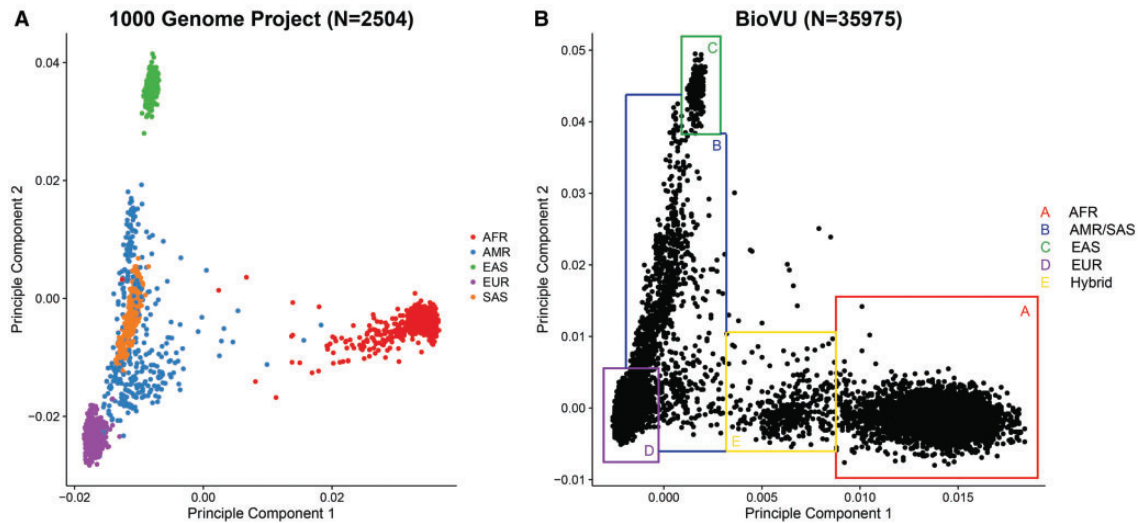 A
1000 Genome Project (N=2504)
0.04
0.02
0.00
−0.02
−0.02
0.00
0.02
Principle Component 2
Principle Component 1
AFR
AMR
EAS
EUR
SAS
B
BioVU (N=35975)
0.05
0.04
0.03
0.02
0.01
0.00
−0.01
0.000
0.005
0.010
0.015
Principle Component 2
Principle Component 1
C
B
A
D
E
A AFR
B AMR/SAS
C EAS
D EUR
E Hybrid